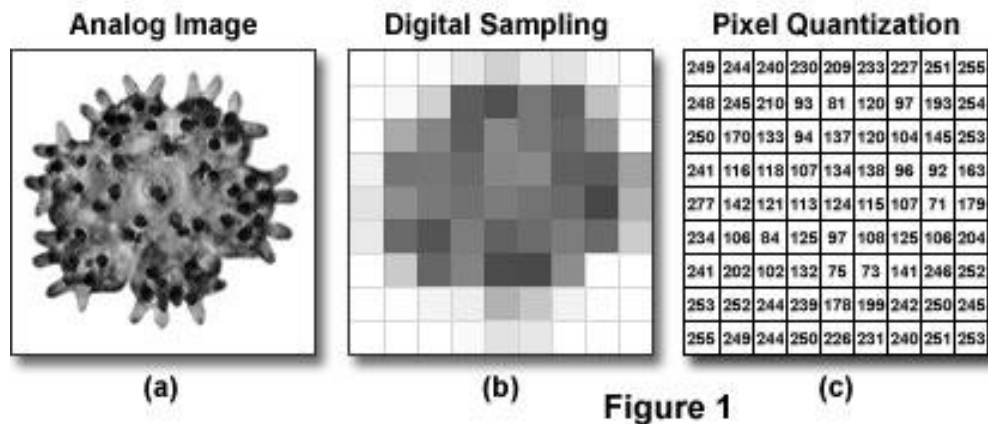 Analog Image Digital Sampling Pixel Quantization
249 244 240 230 209 233 227 251 255
248 245 210 93 81 120 97 193 254
250 170 133 94 137 120 104 145 253
241 116 118 107 134 138 96 92 163
277 142 121 113 124 115 107 71 179
234 106 84 125 97 108 125 106 204
241 202 102 132 75 73 141 246 252
253 252 244 239 178 199 242 250 245
255 249 244 250 226 231 240 251 253
(a) (b) (c)
Figure 1